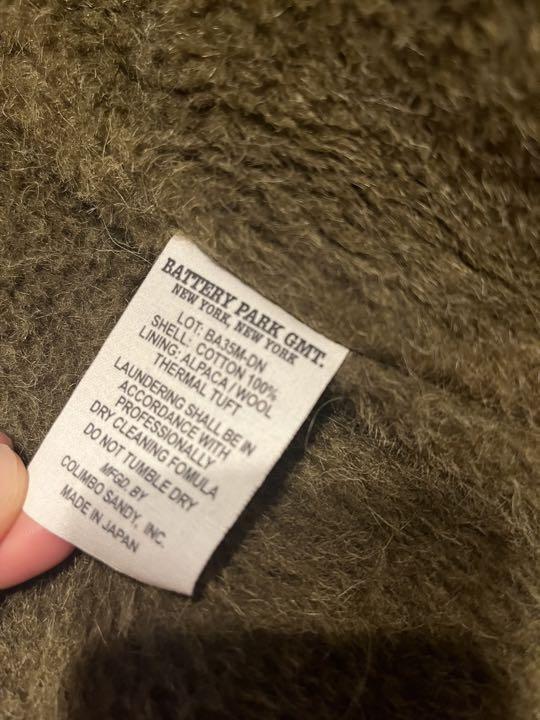 BATTERY PARK GMT.
NEW YORK, NEW YORK
LOT: BA35M-DN
SHELL: COTTON 100%
LINING: ALPACA / WOOL
THERMAL TUFT
LAUNDERING SHALL BE IN
ACCORDANCE WITH
PROFESSIONALLY
DRY CLEANING FOMULA
DO NOT TUMBLE DRY
MFGD. BY
COLIMBO SANDY, INC.
MADE IN JAPAN